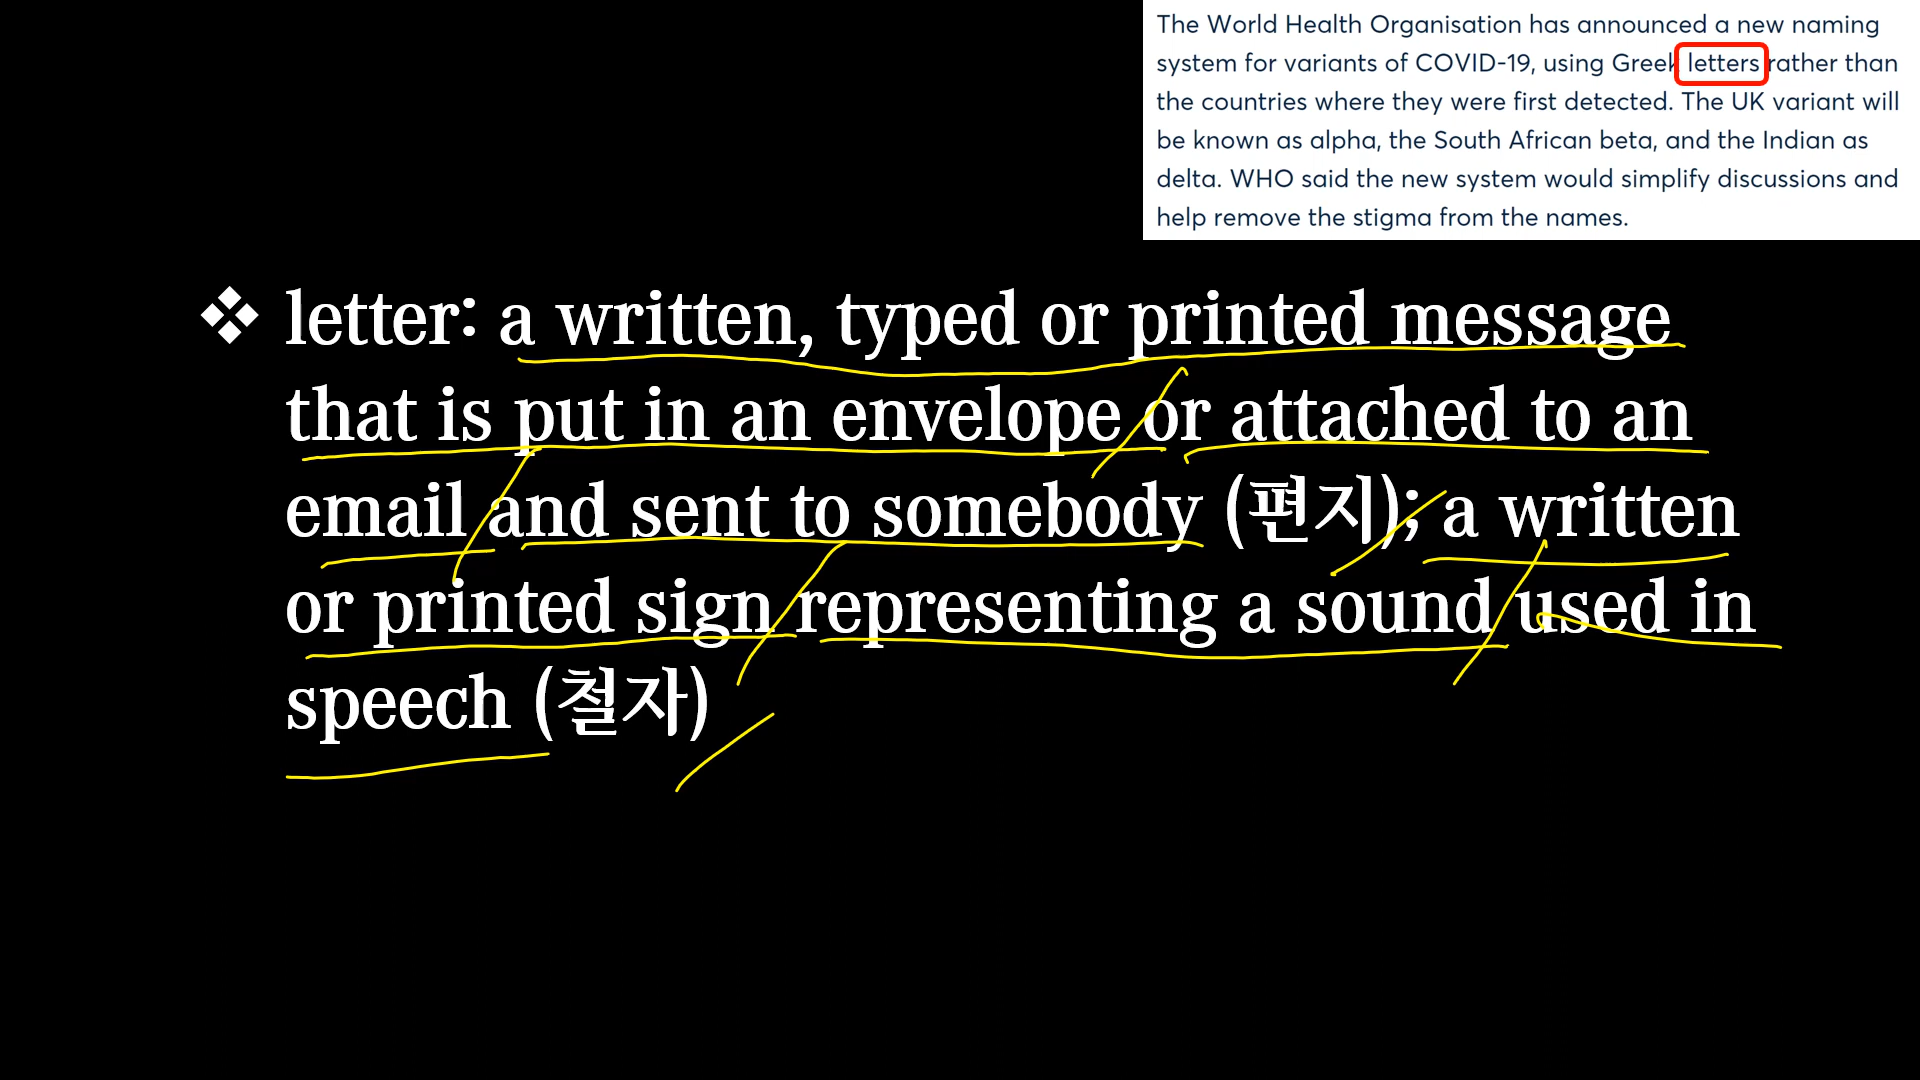 The World Health Organisation has announced a new naming
system for variants of COVID-19, using Greek letters rather than
the countries where they were first detected. The UK variant will
be known as alpha, the South African beta, and the Indian as
delta. WHO said the new system would simplify discussions and
help remove the stigma from the names.
❖ letter: a written, typed or printed message
that is put in an envelope or attached to an
email and sent to somebody (편지); a written
or printed sign representing a sound used in
speech (철자)